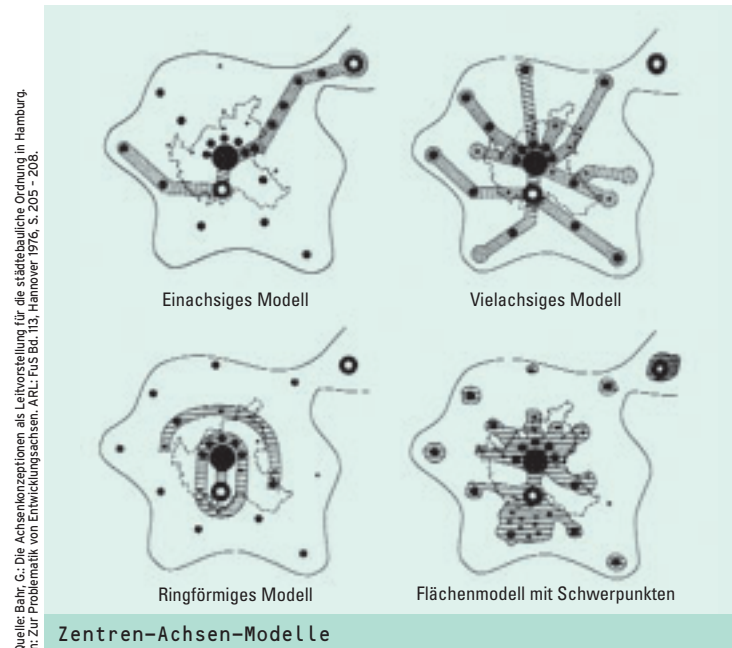 Einachsiges Modell
Vielachsiges Modell
Ringförmiges Modell
Flächenmodell mit Schwerpunkten
Zentren-Achsen-Modelle
Quelle: Bahr, G.: Die Achsenkonzeptionen als Leitvorstellung für die städtebauliche Ordnung in Hamburg.
in: Zur Problematik von Entwicklungsachsen. ARL: FuS Bd. 113, Hannover 1976, S. 205 - 208.